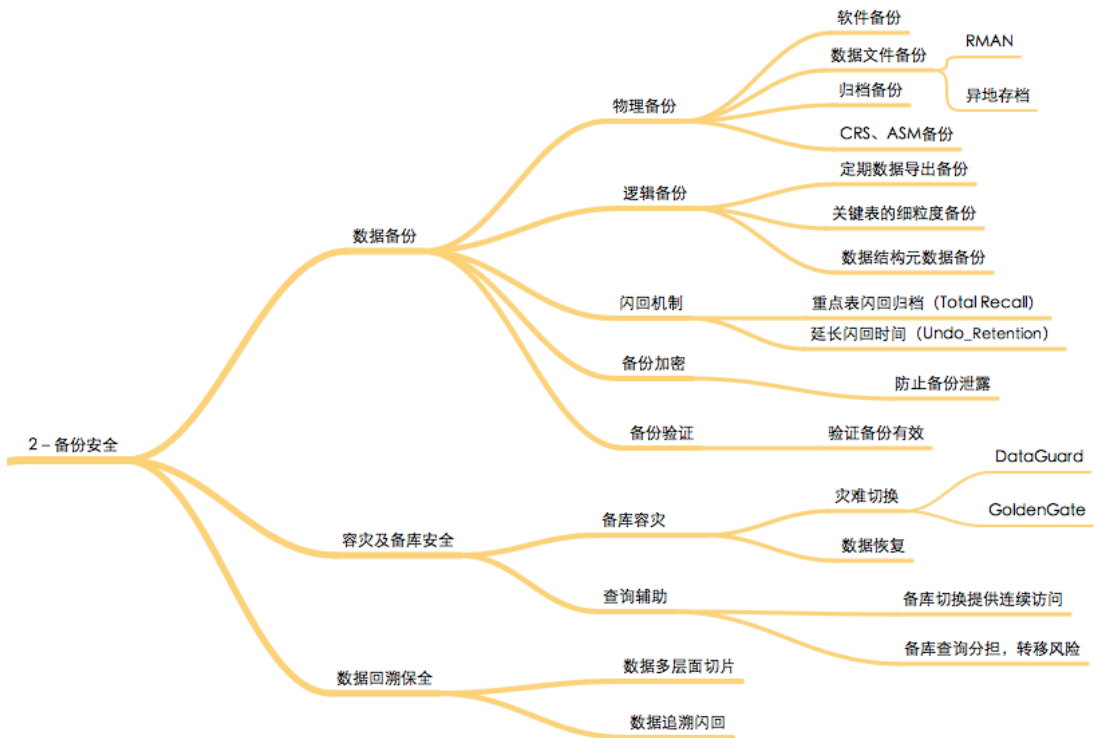 2 – 备份安全
数据备份
物理备份
软件备份
数据文件备份
RMAN
异地存档
归档备份
CRS、ASM备份
逻辑备份
定期数据导出备份
关键表的细粒度备份
数据结构元数据备份
闪回机制
重点表闪回归档（Total Recall）
延长闪回时间（Undo_Retention）
备份加密
防止备份泄露
备份验证
验证备份有效
容灾及备库安全
备库容灾
灾难切换
DataGuard
GoldenGate
数据恢复
查询辅助
备库切换提供连续访问
备库查询分担，转移风险
数据回溯保全
数据多层面切片
数据追溯闪回